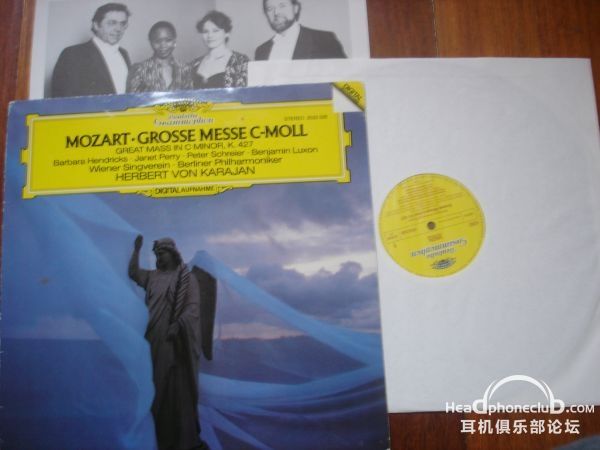 Deutsche
Grammophon
STEREO
DIGITAL
MOZART · GROSSE MESSE C-MOLL
GREAT MASS IN C MINOR, K. 427
Barbara Hendricks · Janet Perry · Peter Schreier · Benjamin Luxon
Wiener Singverein · Berliner Philharmoniker
HERBERT VON KARAJAN
DIGITAL AUFNAHME
Deutsche
Grammophon
HeadphonecluB.com
耳机俱乐部论坛